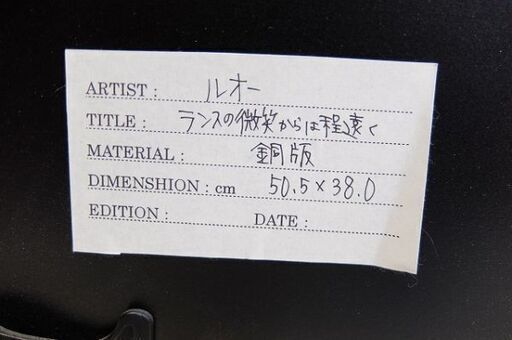 ARTIST : ルオー
TITLE : ランスの微笑からは程遠く
MATERIAL : 銅版
DIMENSHION : cm 50.5×38.0
EDITION : DATE :